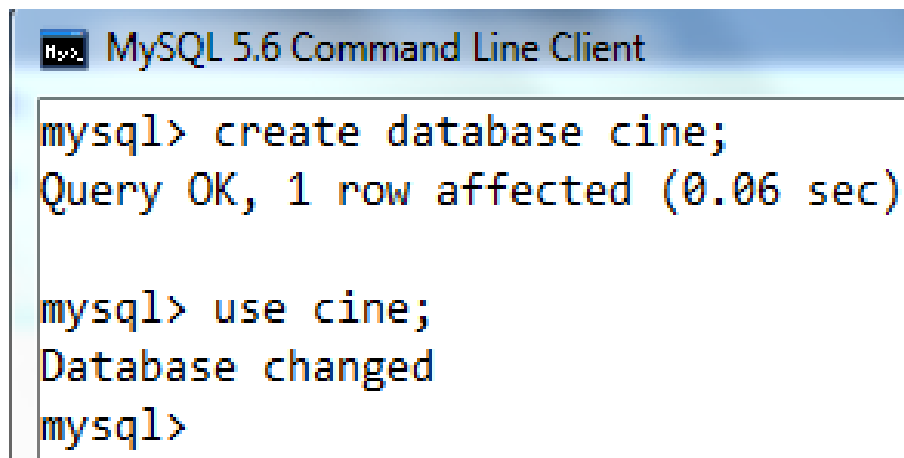 MySQL 5.6 Command Line Client
mysql> create database cine;
Query OK, 1 row affected (0.06 sec)
mysql> use cine;
Database changed
mysql>